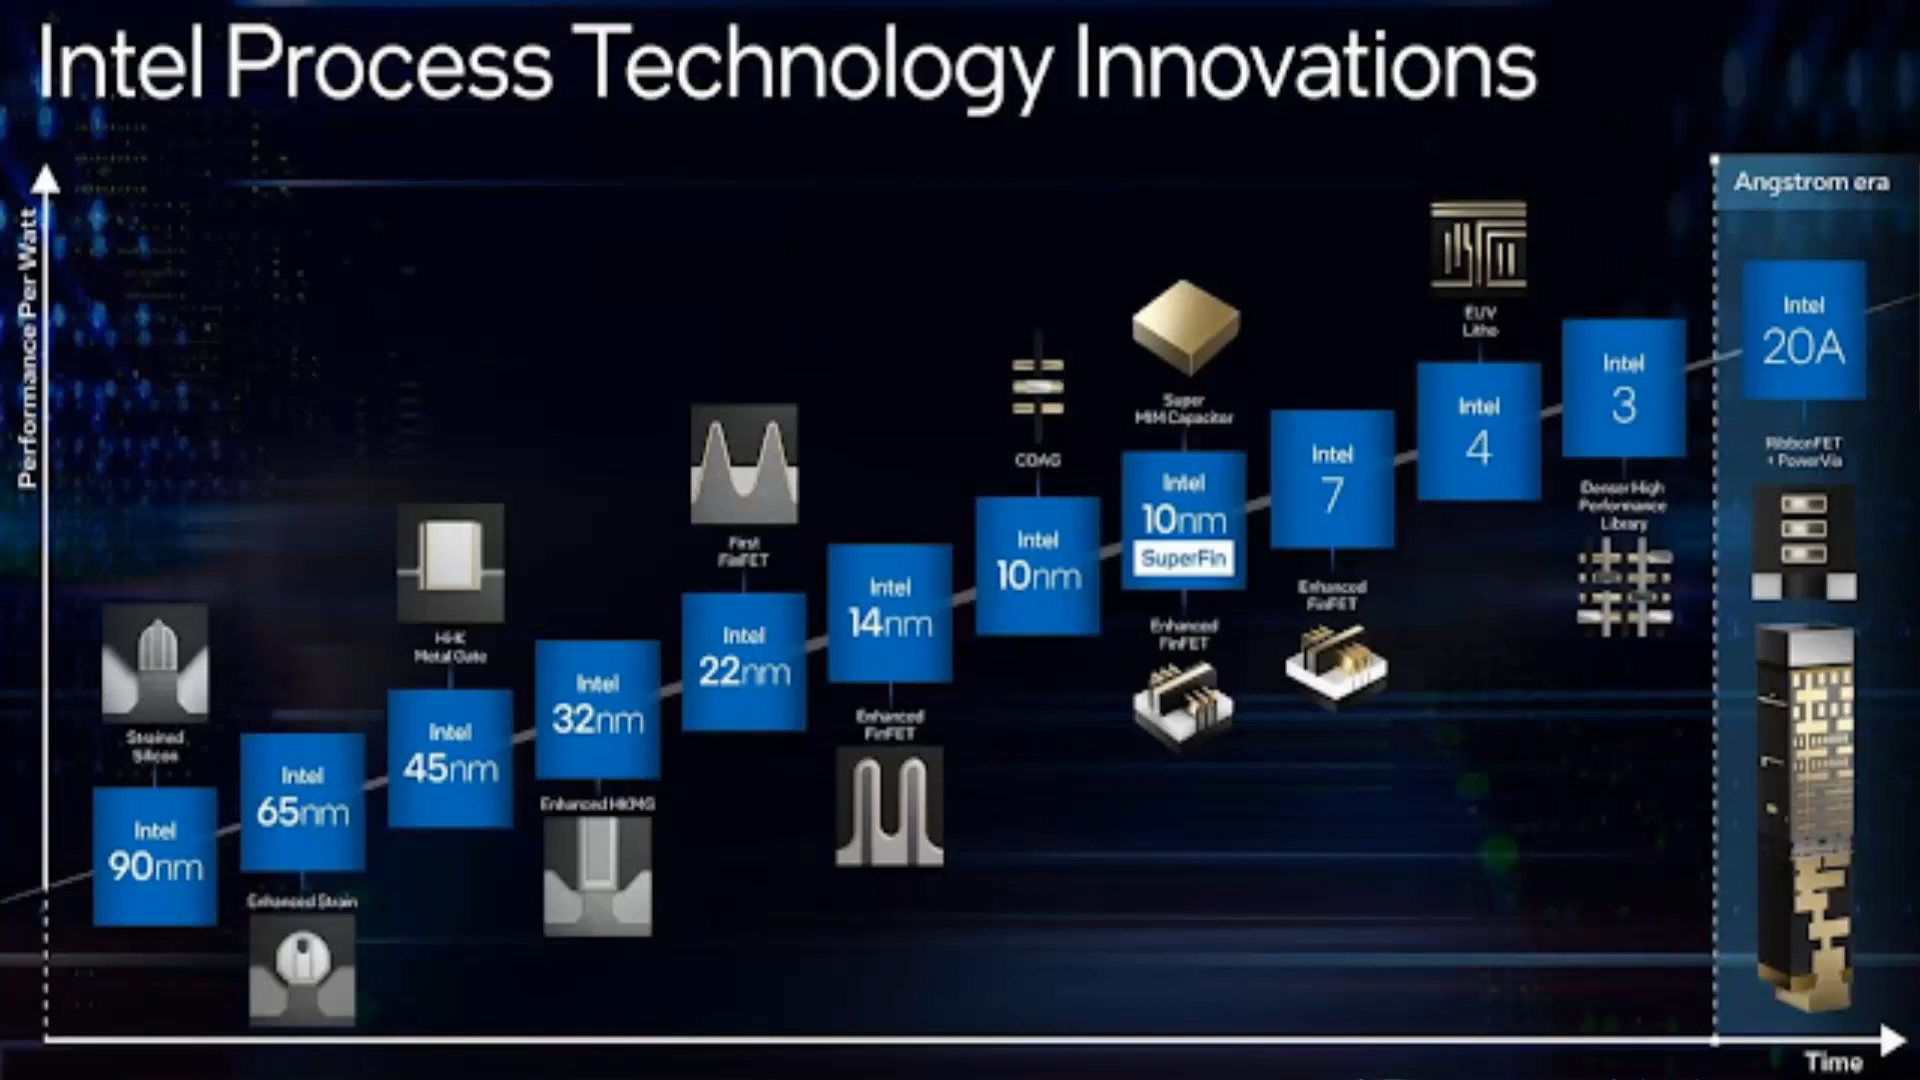 Intel Process Technology Innovations
Performance Per Watt
Strained
Silicon
Intel
90nm
Intel
65nm
Enhanced Strain
Hi-K
Metal Gate
Intel
45nm
Intel
32nm
Enhanced HKMG
First
FinFET
Intel
22nm
Intel
14nm
Enhanced
FinFET
COAG
Intel
10nm
Super
MIM Capacitor
Intel
10nm
SuperFin
Enhanced
FinFET
Intel
7
Enhanced
FinFET
EUV
Litho
Intel
4
Intel
3
Denser High
Performance
Library
Angstrom era
Intel
20A
RibbonFET
+ PowerVia
Time